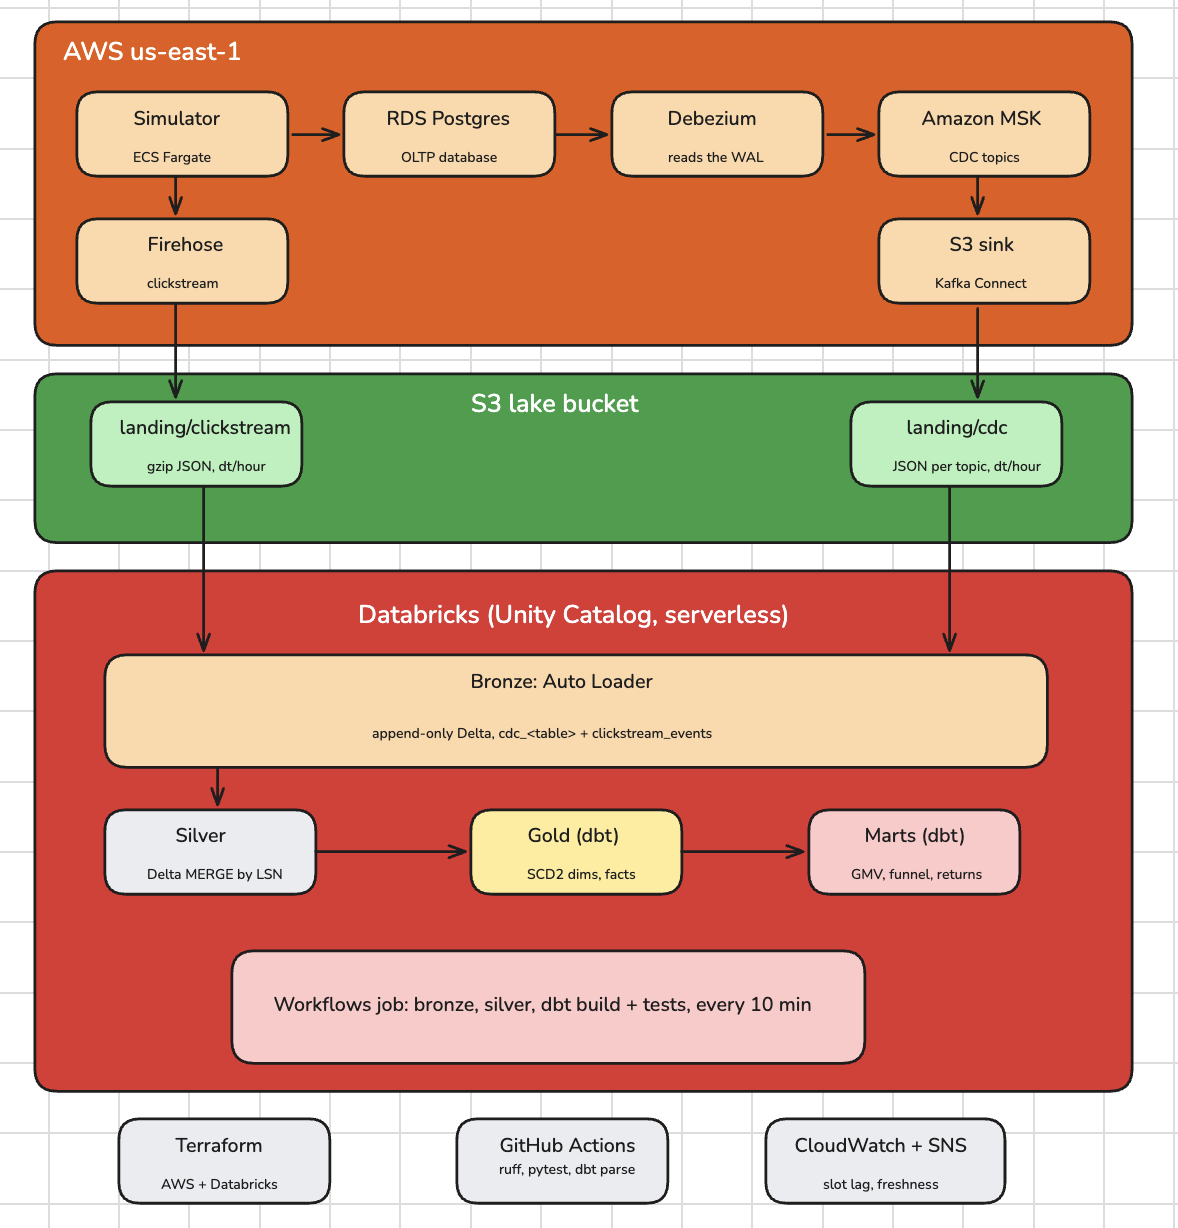 AWS us-east-1
Simulator
ECS Fargate
RDS Postgres
OLTP database
Debezium
reads the WAL
Amazon MSK
CDC topics
Firehose
clickstream
S3 sink
Kafka Connect
S3 lake bucket
landing/clickstream
gzip JSON, dt/hour
landing/cdc
JSON per topic, dt/hour
Databricks (Unity Catalog, serverless)
Bronze: Auto Loader
append-only Delta, cdc_<table> + clickstream_events
Silver
Delta MERGE by LSN
Gold (dbt)
SCD2 dims, facts
Marts (dbt)
GMV, funnel, returns
Workflows job: bronze, silver, dbt build + tests, every 10 min
Terraform
AWS + Databricks
GitHub Actions
ruff, pytest, dbt parse
CloudWatch + SNS
slot lag, freshness